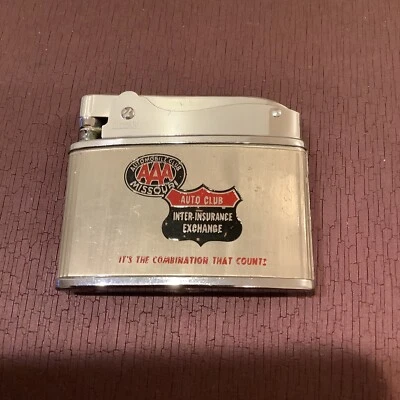 AUTOMOBILE CLUB
AAA
MISSOURI
AUTO CLUB
INTER-INSURANCE
EXCHANGE
IT'S THE COMBINATION THAT COUNTS